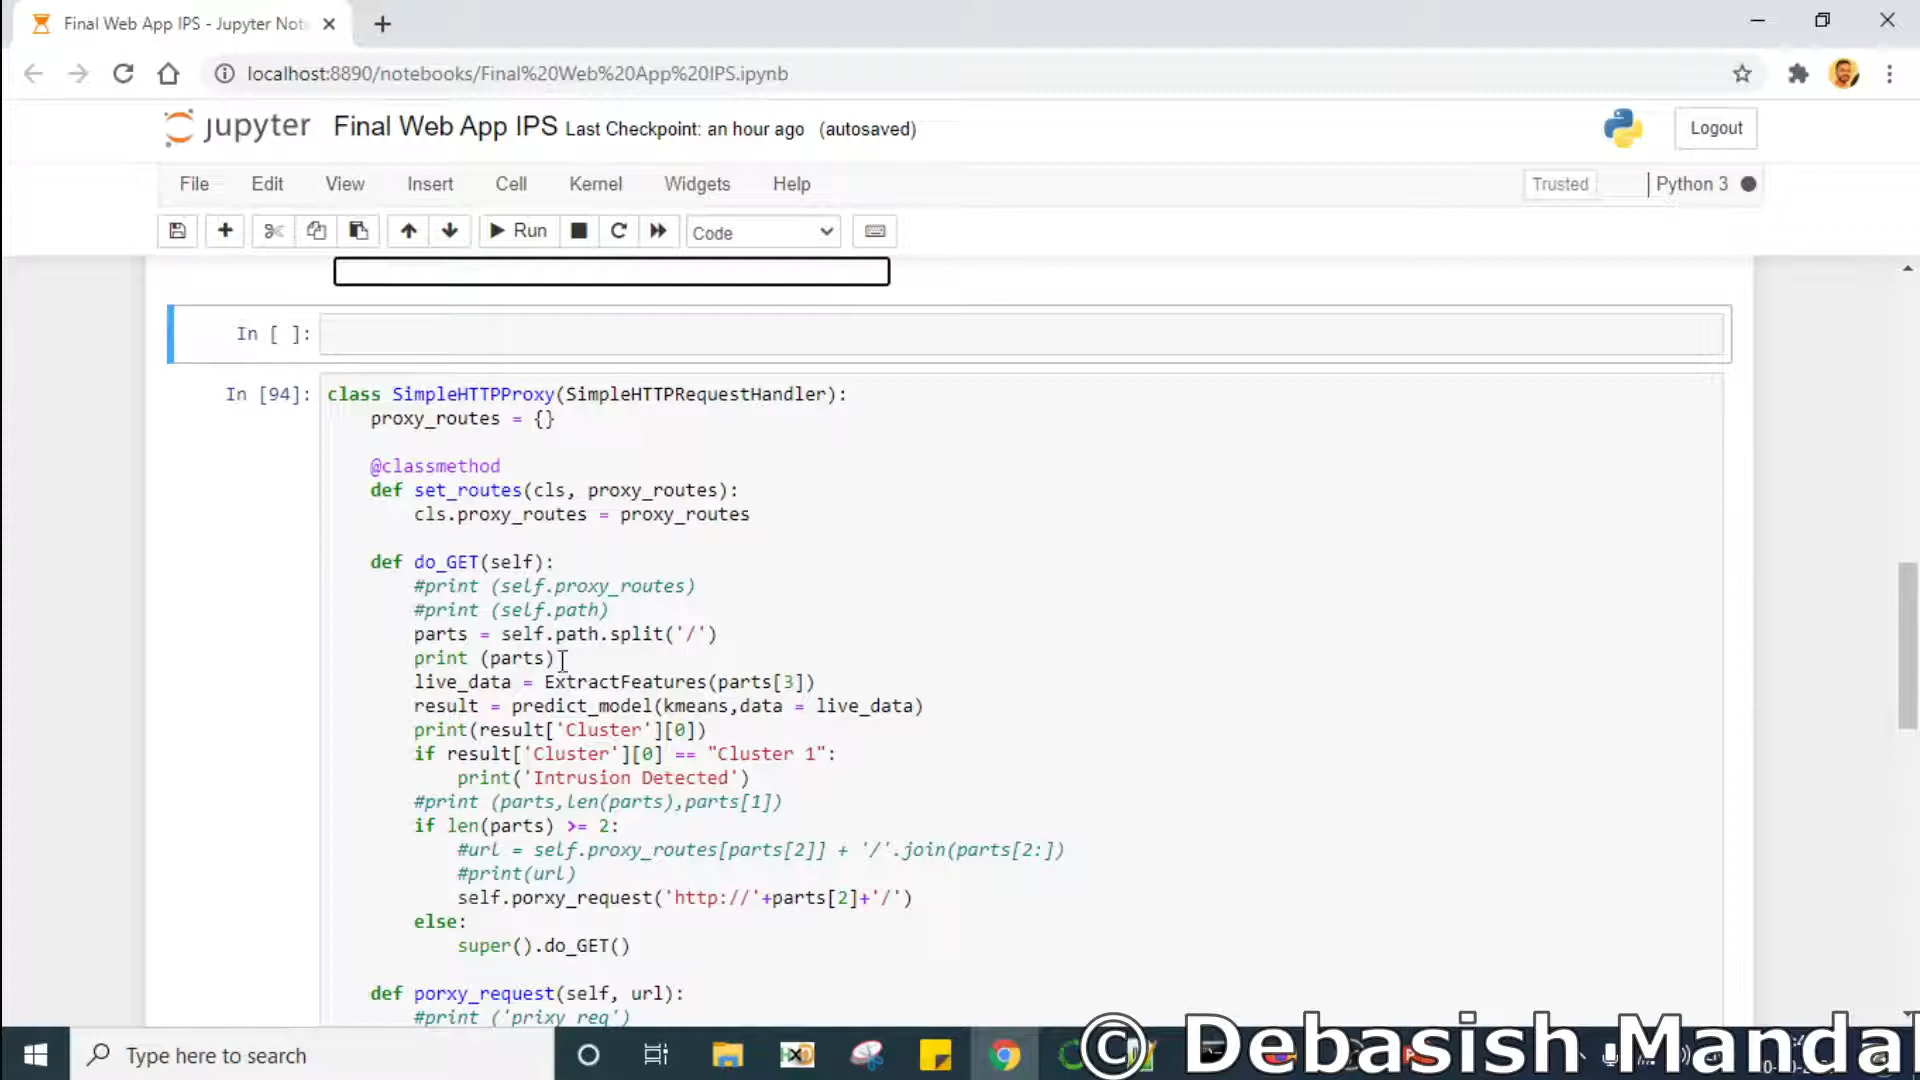 Final Web App IPS - Jupyter Not
localhost:8890/notebooks/Final%20Web%20App%20IPS.ipynb
jupyter Final Web App IPS Last Checkpoint: an hour ago (autosaved)
Logout
File Edit View Insert Cell Kernel Widgets Help
Trusted Python 3
Run Code
In [ ]:
In [94]: class SimpleHTTPProxy(SimpleHTTPRequestHandler):
proxy_routes = {}
@classmethod
def set_routes(cls, proxy_routes):
cls.proxy_routes = proxy_routes
def do_GET(self):
#print (self.proxy_routes)
#print (self.path)
parts = self.path.split('/')
print (parts)
live_data = ExtractFeatures(parts[3])
result = predict_model(kmeans,data = live_data)
print(result['Cluster'][0])
if result['Cluster'][0] == "Cluster 1":
print('Intrusion Detected')
#print (parts,len(parts),parts[1])
if len(parts) >= 2:
#url = self.proxy_routes[parts[2]] + '/'.join(parts[2:])
#print(url)
self.porxy_request('http://'+parts[2]+'/')
else:
super().do_GET()
def porxy_request(self, url):
#print ('prixy req')
Type here to search
© Debasish Mandal